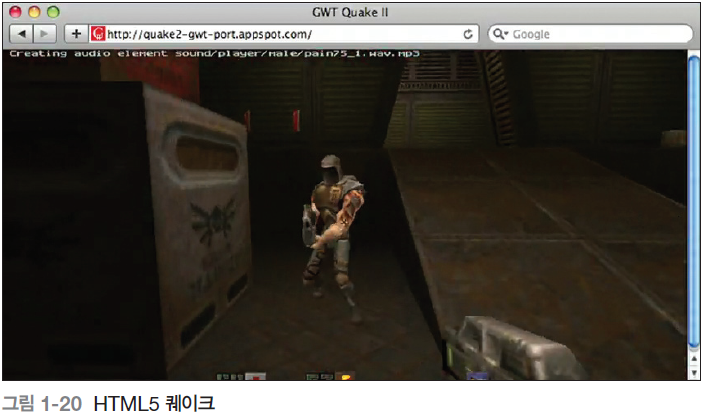 GWT Quake II
http://quake2-gwt-port.appspot.com/
Google
Creating audio element sound/player/male/pain75_1.wav.mp3
그림 1-20 HTML5 퀘이크